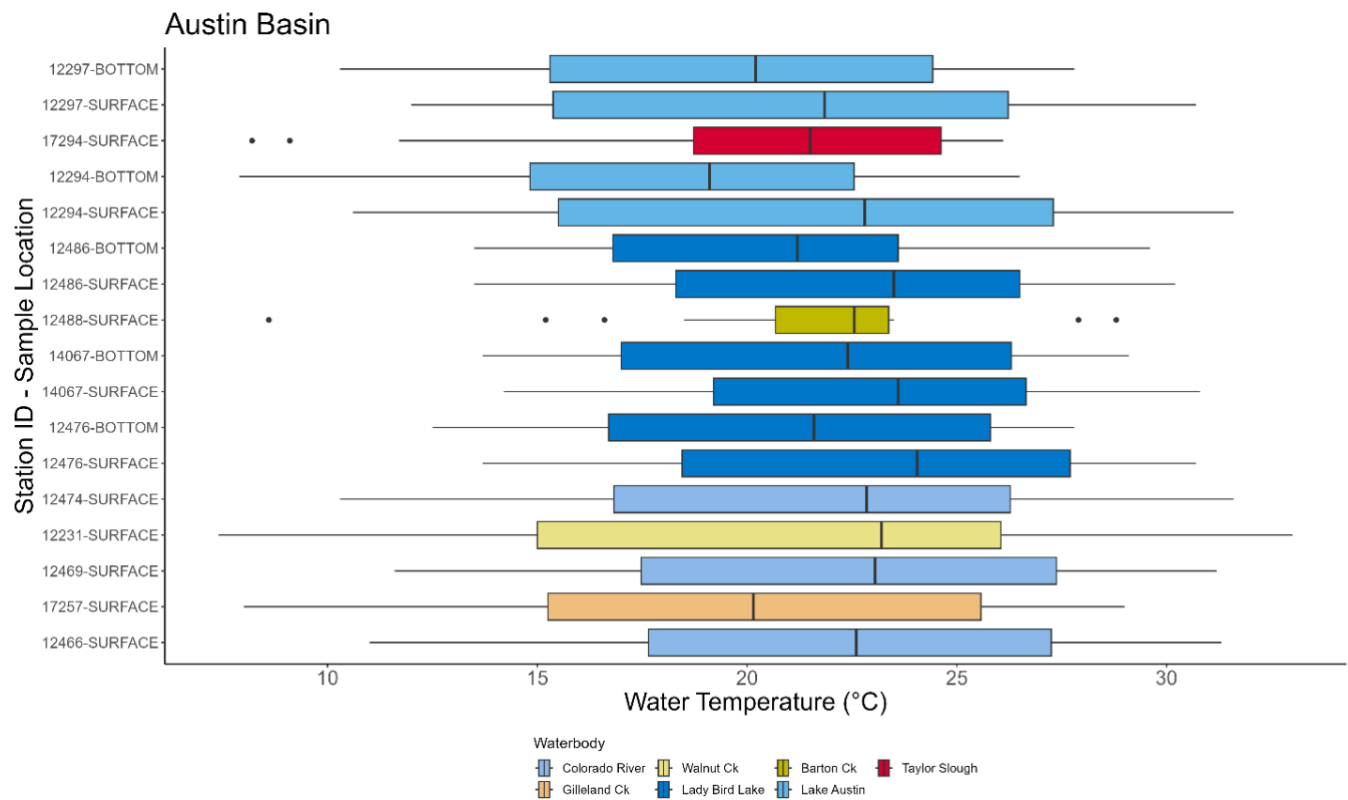 Austin Basin
Station ID - Sample Location
12297-BOTTOM
12297-SURFACE
17294-SURFACE
12294-BOTTOM
12294-SURFACE
12486-BOTTOM
12486-SURFACE
12488-SURFACE
14067-BOTTOM
14067-SURFACE
12476-BOTTOM
12476-SURFACE
12474-SURFACE
12231-SURFACE
12469-SURFACE
17257-SURFACE
12466-SURFACE
10 15 20 25 30
Water Temperature (°C)
Waterbody
Colorado River Walnut Ck Barton Ck Taylor Slough
Gilleland Ck Lady Bird Lake Lake Austin